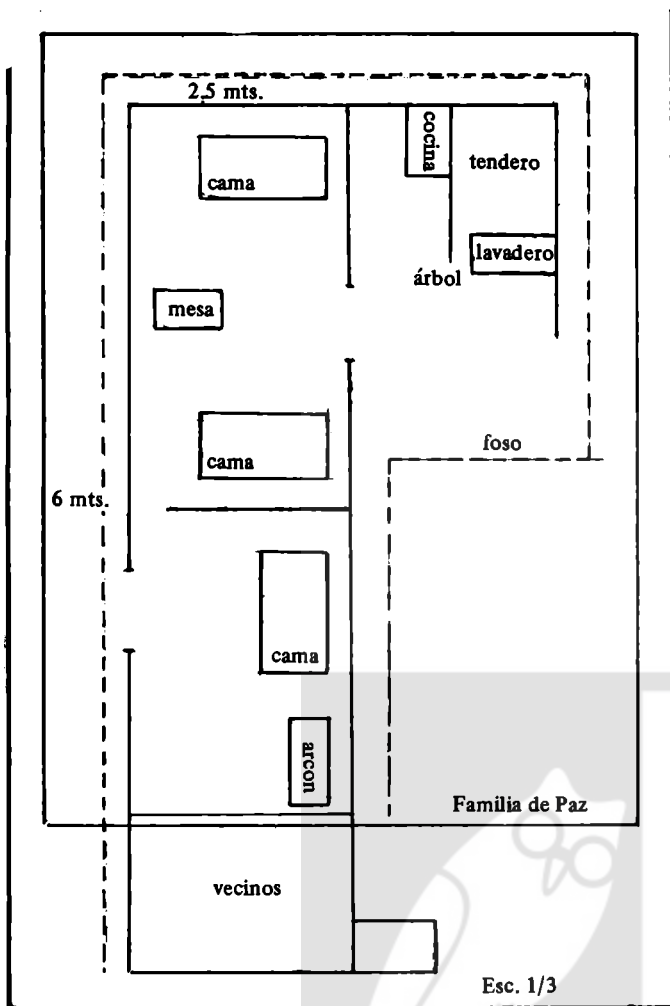 2,5 mts.
cama
cocina
tendero
lavadero
árbol
mesa
cama
foso
6 mts.
cama
arcon
Familia de Paz
vecinos
Esc. 1/3